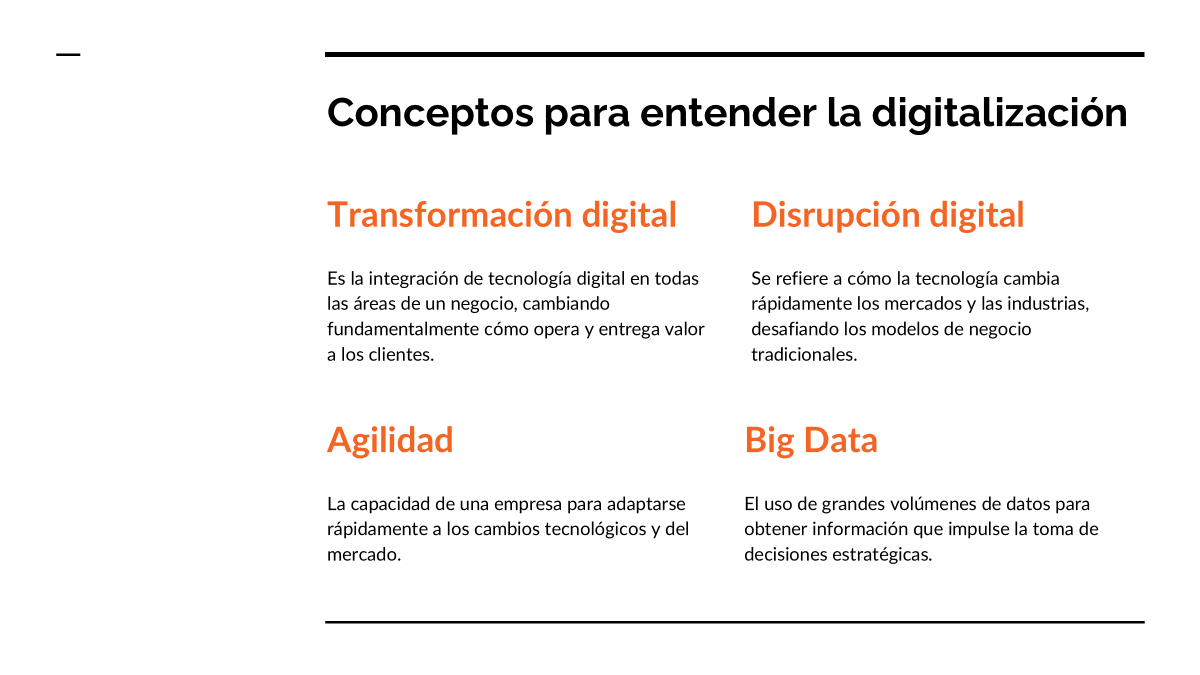 Conceptos para entender la digitalización
Transformación digital
Es la integración de tecnología digital en todas
las áreas de un negocio, cambiando
fundamentalmente cómo opera y entrega valor
a los clientes.
Disrupción digital
Se refiere a cómo la tecnología cambia
rápidamente los mercados y las industrias,
desafiando los modelos de negocio
tradicionales.
Agilidad
La capacidad de una empresa para adaptarse
rápidamente a los cambios tecnológicos y del
mercado.
Big Data
El uso de grandes volúmenes de datos para
obtener información que impulse la toma de
decisiones estratégicas.